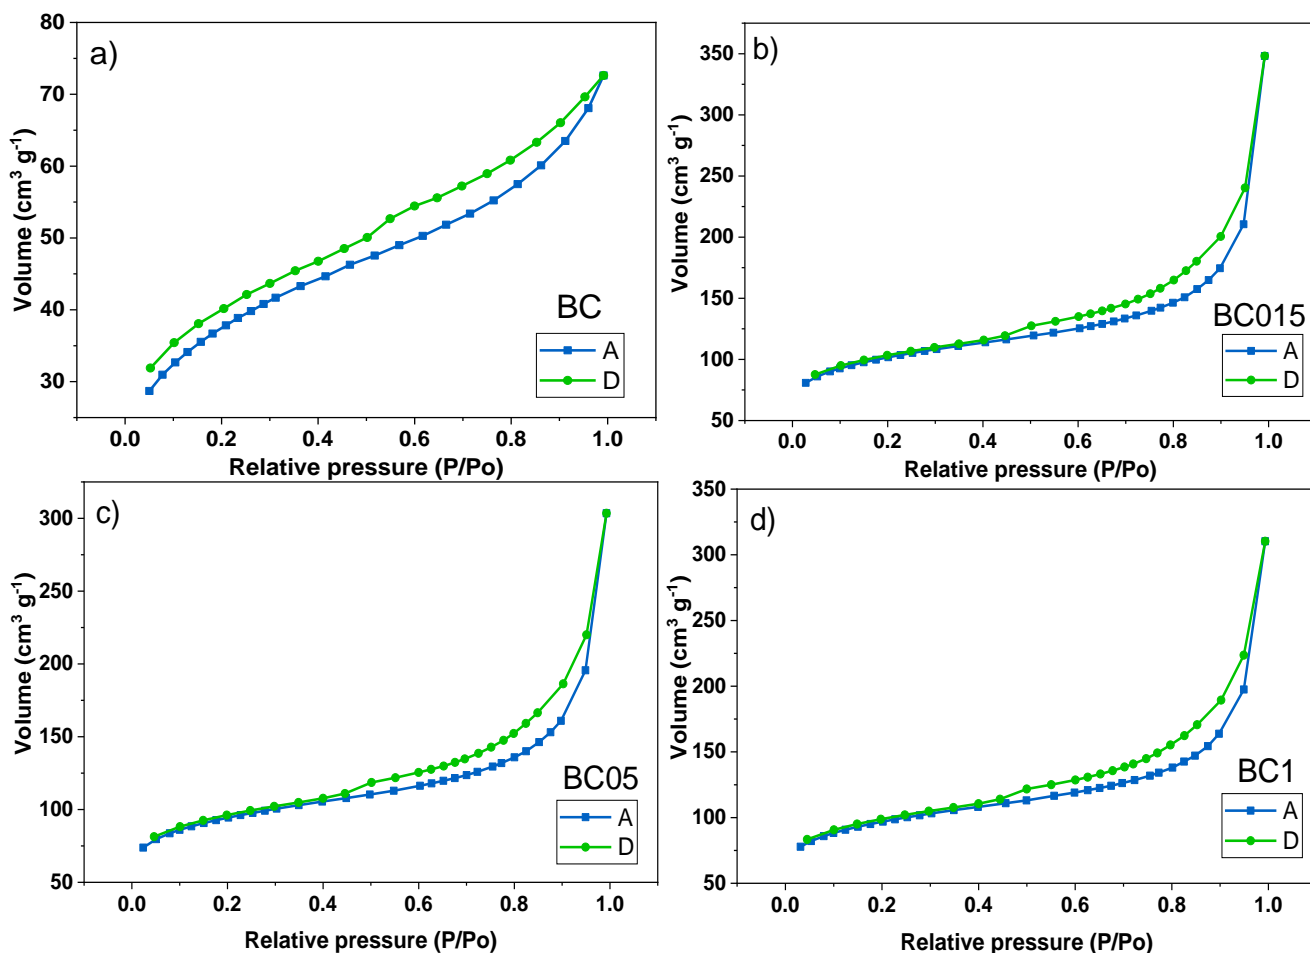 a)
80
70
60
50
40
30
Volume (cm³ g⁻¹)
BC
A
D
0.0 0.2 0.4 0.6 0.8 1.0
Relative pressure (P/Po)
b)
350
300
250
200
150
100
50
Volume (cm³ g⁻¹)
BC015
A
D
0.0 0.2 0.4 0.6 0.8 1.0
Relative pressure (P/Po)
c)
300
250
200
150
100
50
Volume (cm³ g⁻¹)
BC05
A
D
0.0 0.2 0.4 0.6 0.8 1.0
Relative pressure (P/Po)
d)
350
300
250
200
150
100
50
Volume (cm³ g⁻¹)
BC1
A
D
0.0 0.2 0.4 0.6 0.8 1.0
Relative pressure (P/Po)